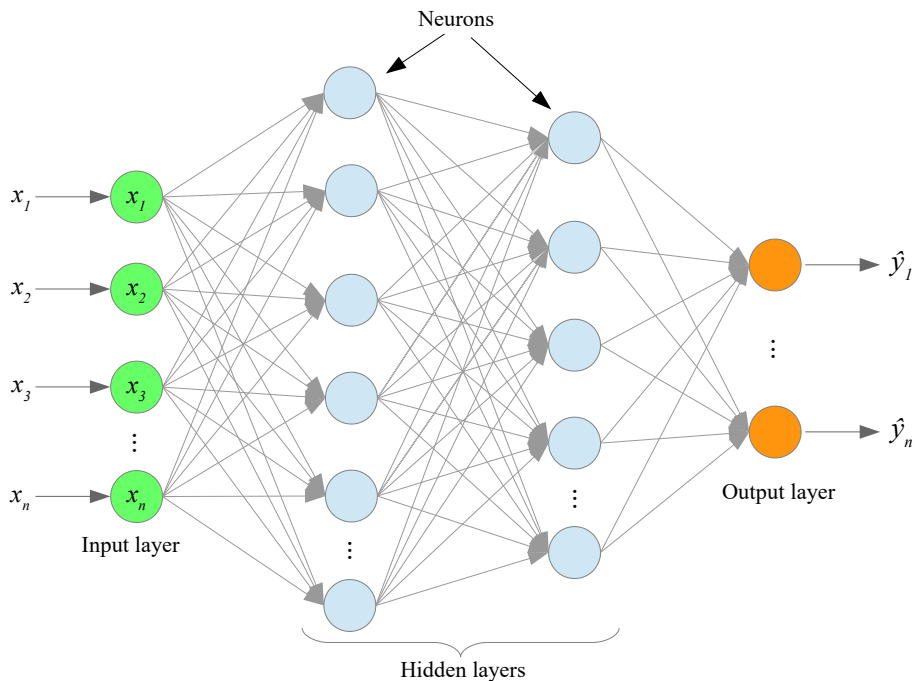 Neurons
x₁ x₁
x₂ x₂
x₃ x₃
⋮
xₙ xₙ
Input layer
⋮
⋮
Hidden layers
ŷ₁
⋮
ŷₙ
Output layer